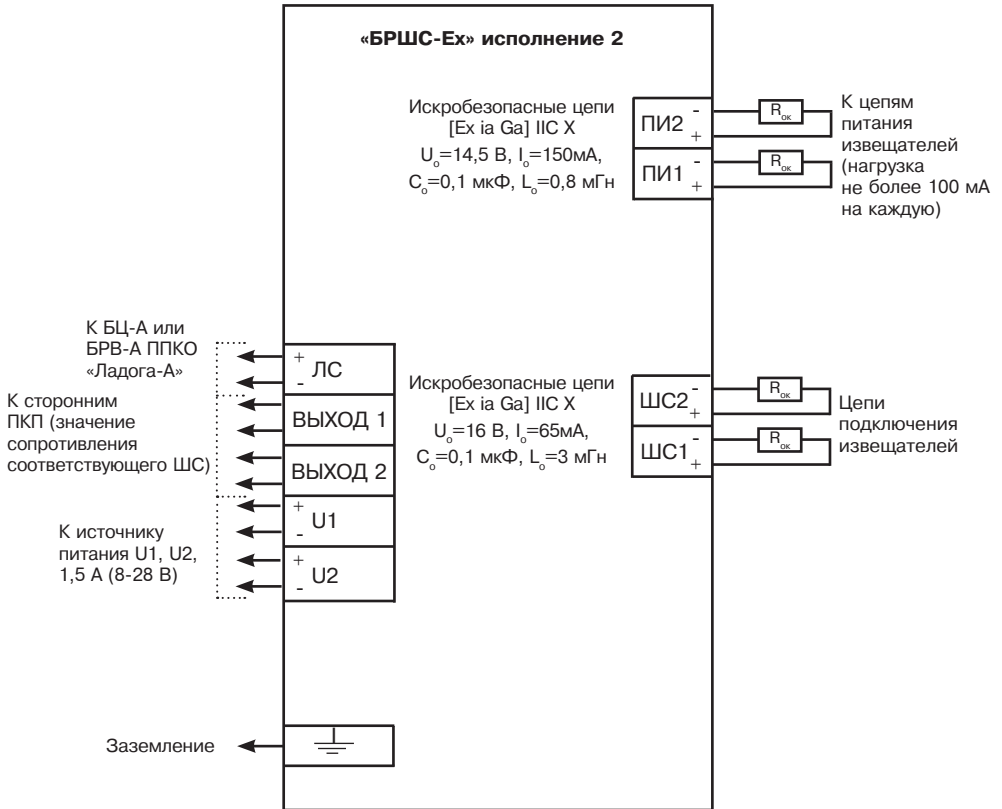 «БРШС-Ex» исполнение 2
Искробезопасные цепи
[Ex ia Ga] IIC X
Uo=14,5 В, Io=150мА,
Co=0,1 мкФ, Lo=0,8 мГн
ПИ2
-
+
ПИ1
-
+
Rок
Rок
К цепям
питания
извещателей
(нагрузка
не более 100 мА
на каждую)
К БЦ-А или
БРВ-А ППКО
«Ладога-А»
+
-
ЛС
К сторонним
ПКП (значение
сопротивления
соответствующего ШС)
ВЫХОД 1
ВЫХОД 2
К источнику
питания U1, U2,
1,5 А (8-28 В)
+
-
U1
+
-
U2
Искробезопасные цепи
[Ex ia Ga] IIC X
Uo=16 В, Io=65мА,
Co=0,1 мкФ, Lo=3 мГн
ШС2
-
+
ШС1
-
+
Rок
Rок
Цепи
подключения
извещателей
Заземление